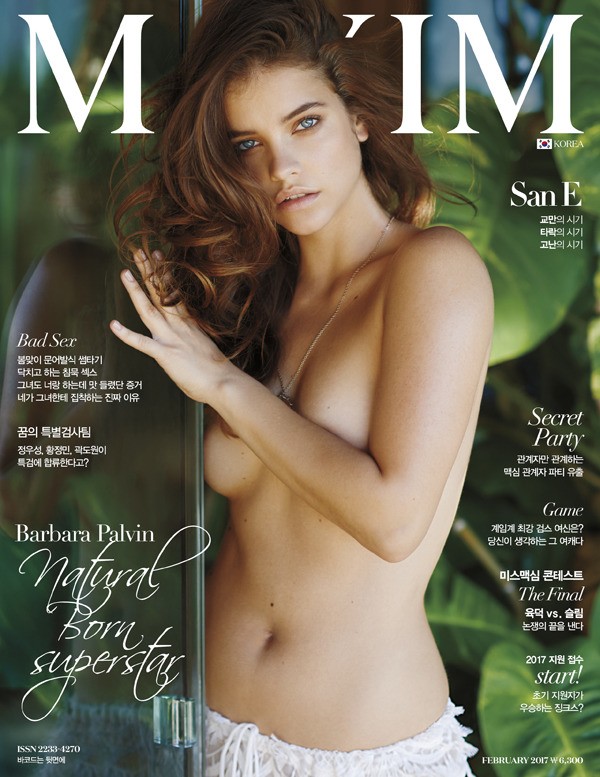 MAXIM
KOREA
San E
교만의 시기
타락의 시기
고난의 시기
Bad Sex
봄맞이 문어발식 썸타기
닥치고 하는 침묵 섹스
그녀도 너랑 하는데 맛 들렸단 증거
네가 그녀한테 집착하는 진짜 이유
꿈의 특별검사팀
정우성, 황정민, 곽도원이
특검에 합류한다고?
Secret
Party
관계자만 관계하는
맥심 관계자 파티 유출
Game
게임계 최강 검스 여신은?
당신이 생각하는 그 여캐다
Barbara Palvin
Natural
Born
superstar
미스맥심 콘테스트
The Final
육덕 vs. 슬림
논쟁의 끝을 낸다
2017 지원 접수
start!
초기 지원자가
우승하는 징크스?
ISSN 2233-4270
바코드는 뒷면에
FEBRUARY 2017 ₩6,300